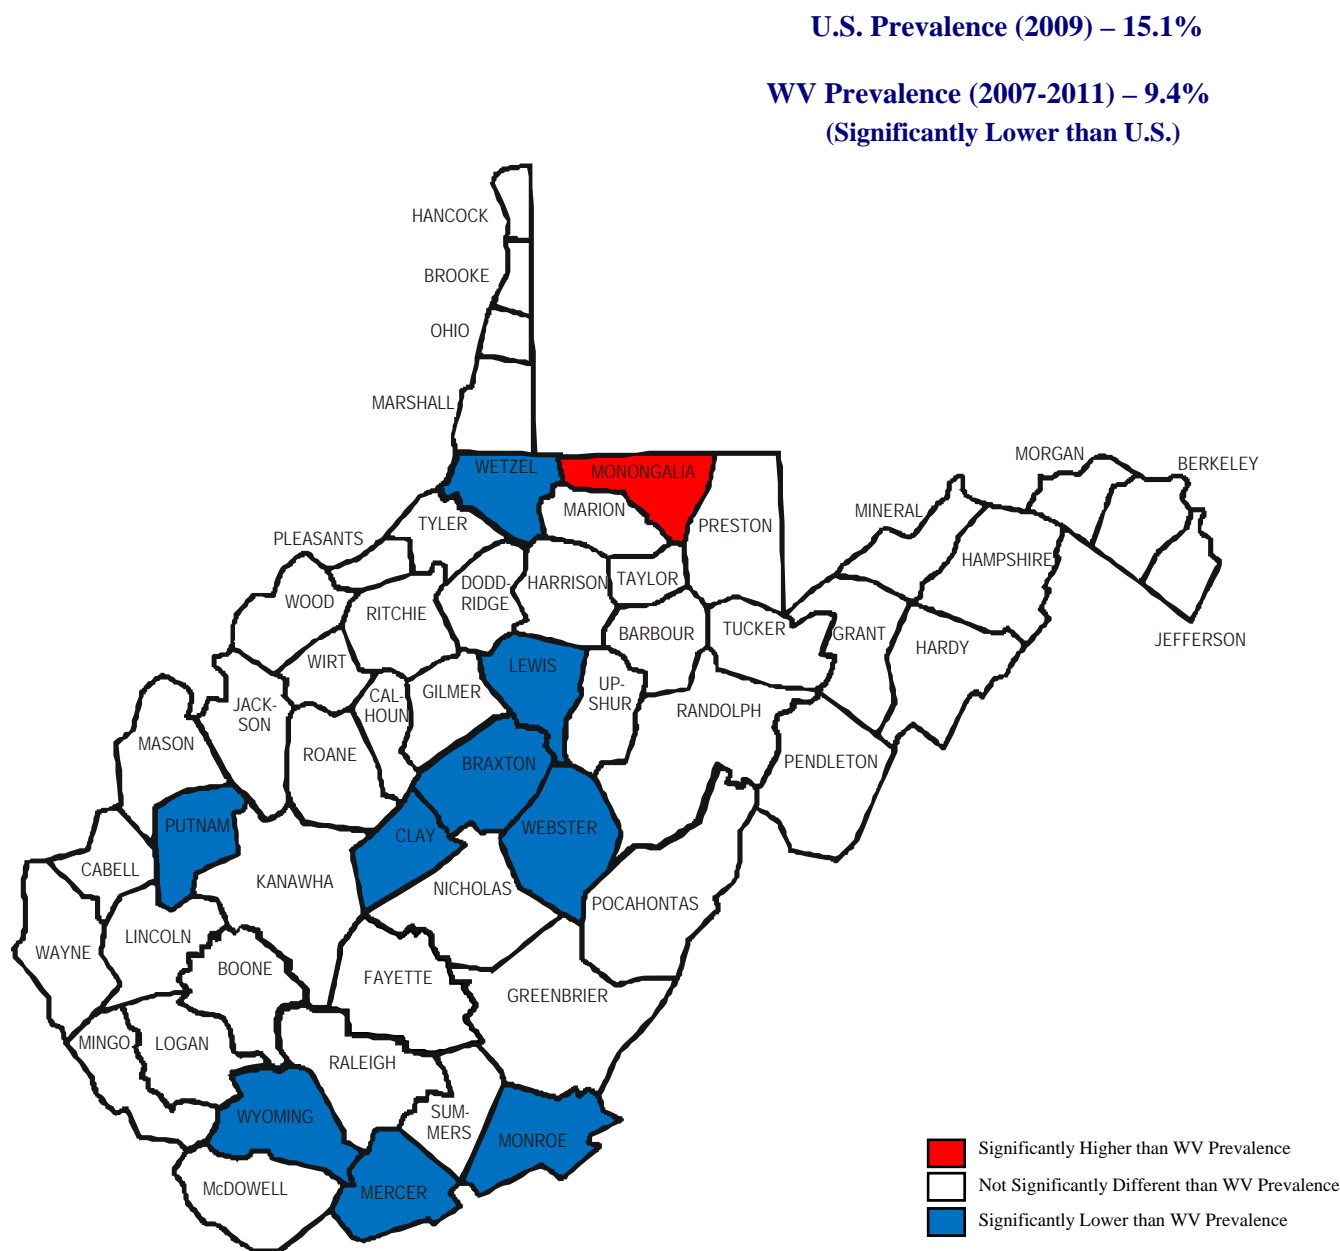 U.S. Prevalence (2009) – 15.1%
WV Prevalence (2007-2011) – 9.4%
(Significantly Lower than U.S.)
HANCOCK
BROOKE
OHIO
MARSHALL
WETZEL
MONONGALIA
MORGAN
BERKELEY
MARION
MINERAL
TYLER
PRESTON
PLEASANTS
HAMPSHIRE
DODD-
RIDGE
HARRISON
TAYLOR
WOOD
RITCHIE
BARBOUR
TUCKER
GRANT
HARDY
JEFFERSON
WIRT
LEWIS
CAL-
HOUN
GILMER
UP-
SHUR
JACK-
SON
RANDOLPH
MASON
ROANE
BRAXTON
PENDLETON
PUTNAM
CLAY
WEBSTER
CABELL
KANAWHA
NICHOLAS
POCAHONTAS
WAYNE
LINCOLN
BOONE
FAYETTE
GREENBRIER
MINGO
LOGAN
RALEIGH
WYOMING
SUM-
MERS
MONROE
McDOWELL
MERCER
Significantly Higher than WV Prevalence
Not Significantly Different than WV Prevalence
Significantly Lower than WV Prevalence